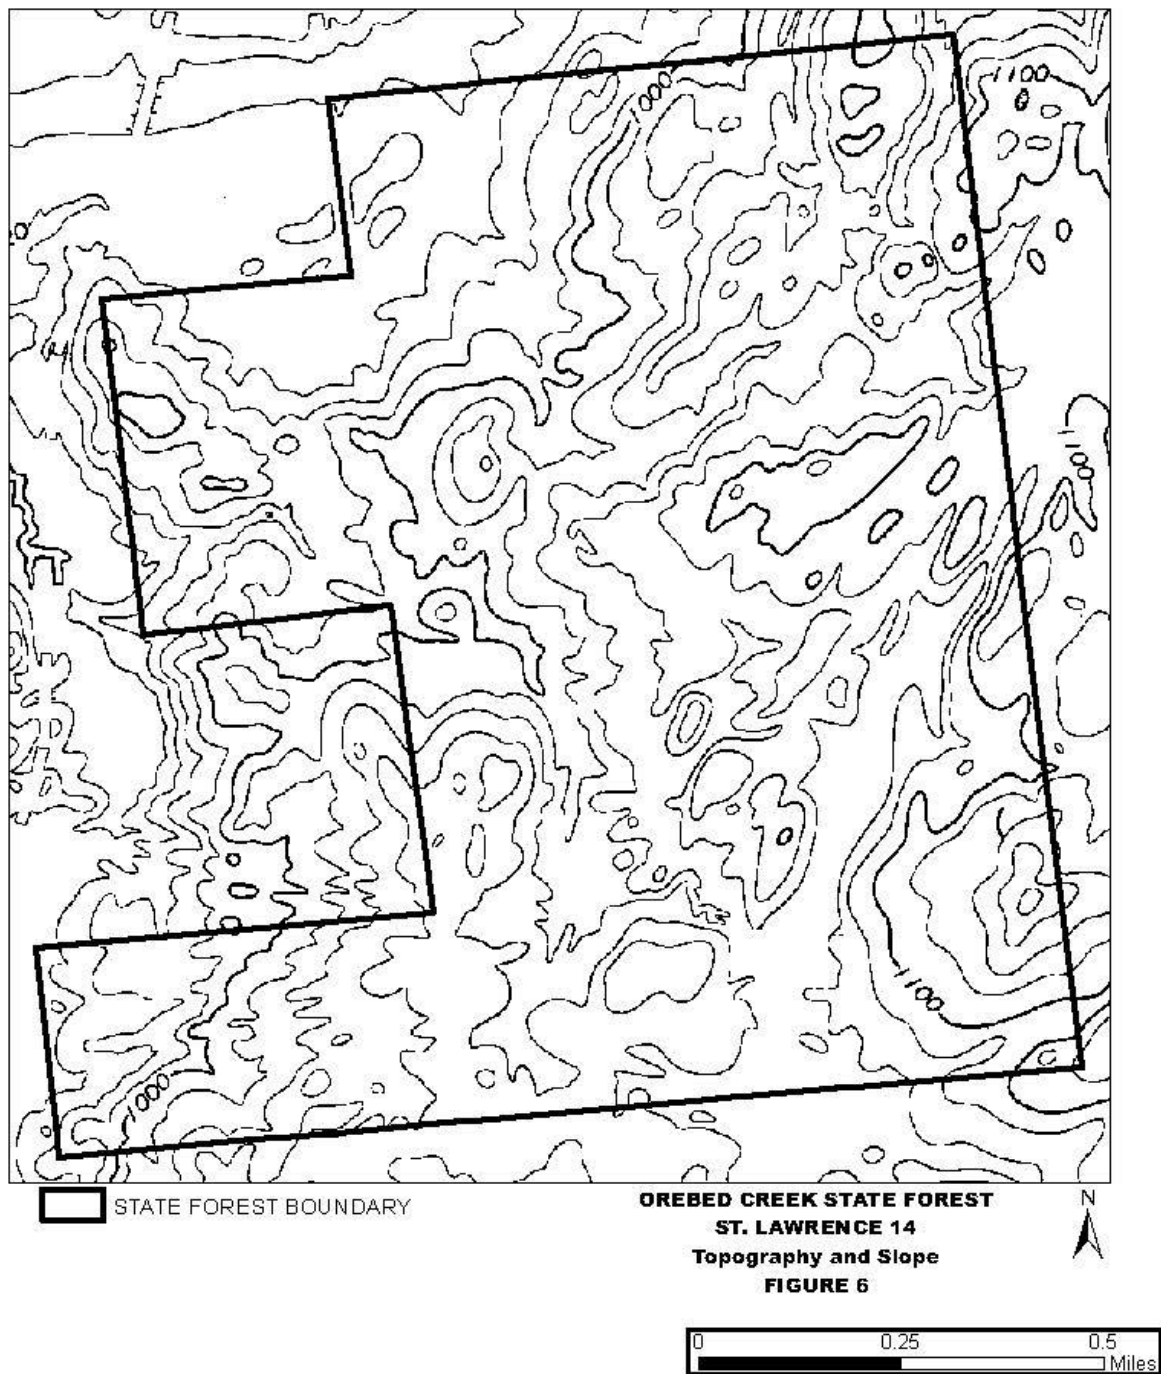 1000
1100
1100
1100
1000
STATE FOREST BOUNDARY
OREBED CREEK STATE FOREST
ST. LAWRENCE 14
Topography and Slope
FIGURE 6
N
0 0.25 0.5
Miles